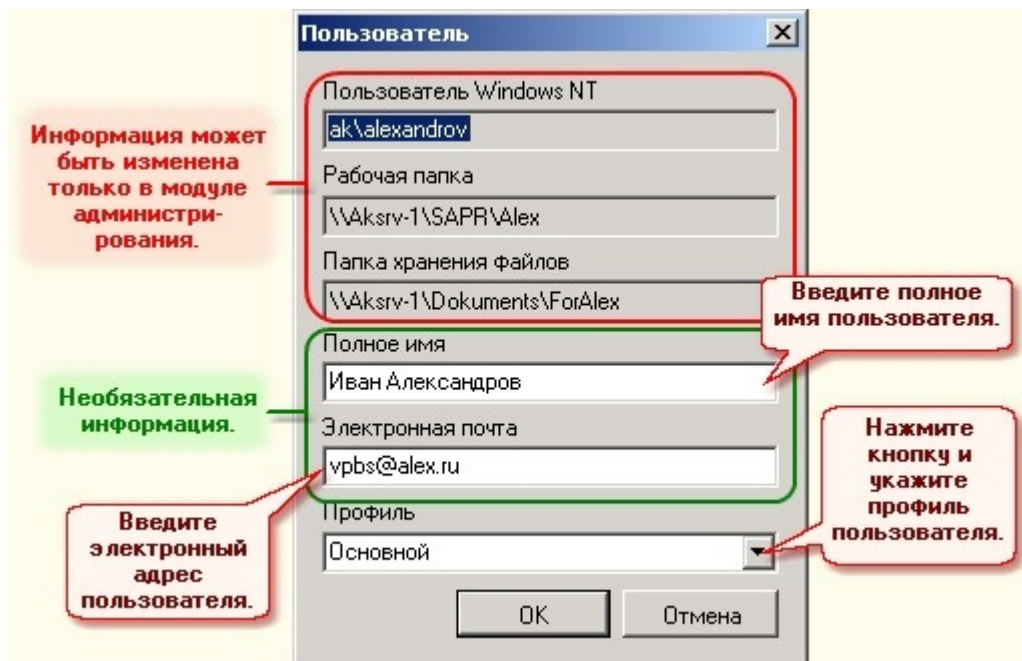 Пользователь
Пользователь Windows NT
ak\alexandrov
Рабочая папка
\\Aksrv-1\SAPR\Alex
Папка хранения файлов
\\Aksrv-1\Dokuments\ForAlex
Полное имя
Иван Александров
Электронная почта
vpbs@alex.ru
Профиль
Основной
OK
Отмена
Информация может
быть изменена
только в модуле
администри-
рования.
Необязательная
информация.
Введите
электронный
адрес
пользователя.
Введите полное
имя пользователя.
Нажмите
кнопку и
укажите
профиль
пользователя.